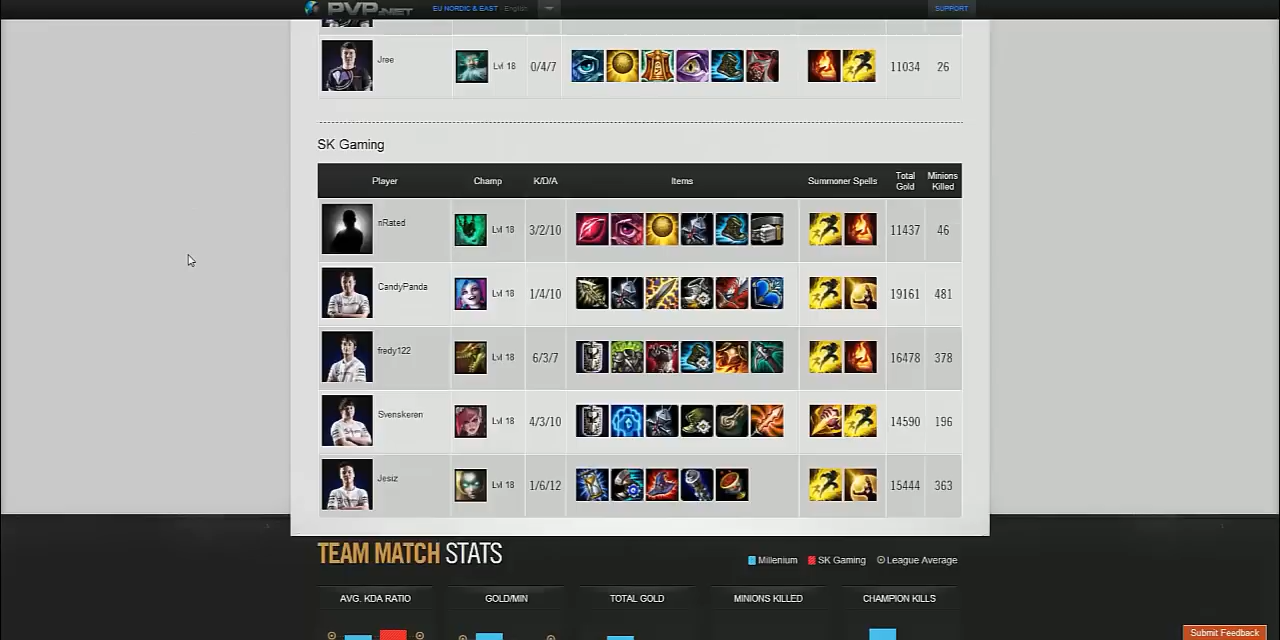 PVP.NET EU NORDIC & EAST - English SUPPORT
Jree Lvl 18 0/4/7 11034 26
SK Gaming
Player Champ K/D/A Items Summoner Spells Total Gold Minions Killed
nRated Lvl 18 3/2/10 11437 46
CandyPanda Lvl 18 1/4/10 19161 481
fredy122 Lvl 18 6/3/7 16478 378
Svenskeren Lvl 18 4/3/10 14590 196
Jesiz Lvl 18 1/6/12 15444 363
TEAM MATCH STATS
Millenium SK Gaming League Average
AVG. KDA RATIO GOLD/MIN TOTAL GOLD MINIONS KILLED CHAMPION KILLS
Submit Feedback